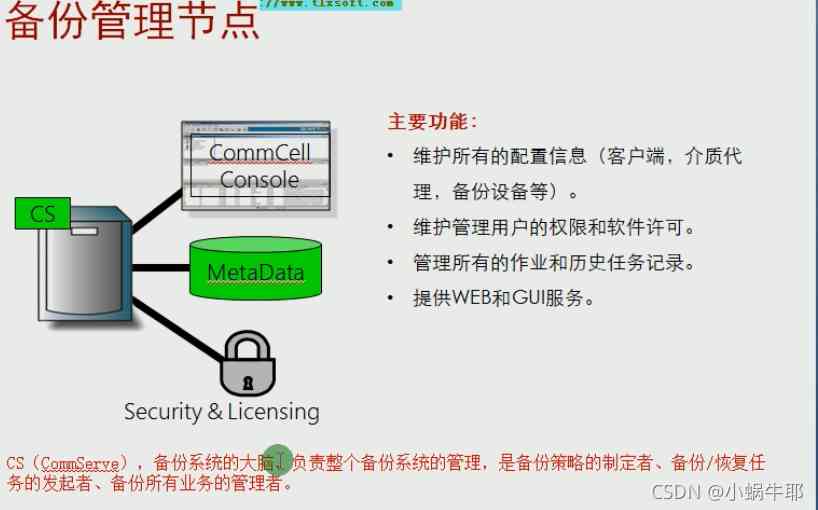 ://www.tlxsoft.com
备份管理节点
CommCell
Console
CS
MetaData
Security & Licensing
主要功能：
• 维护所有的配置信息（客户端，介质代
理，备份设备等）。
• 维护管理用户的权限和软件许可。
• 管理所有的作业和历史任务记录。
• 提供WEB和GUI服务。
CS（CommServe），备份系统的大脑，负责整个备份系统的管理，是备份策略的制定者、备份/恢复任
务的发起者、备份所有业务的管理者。
CSDN @小蜗牛耶